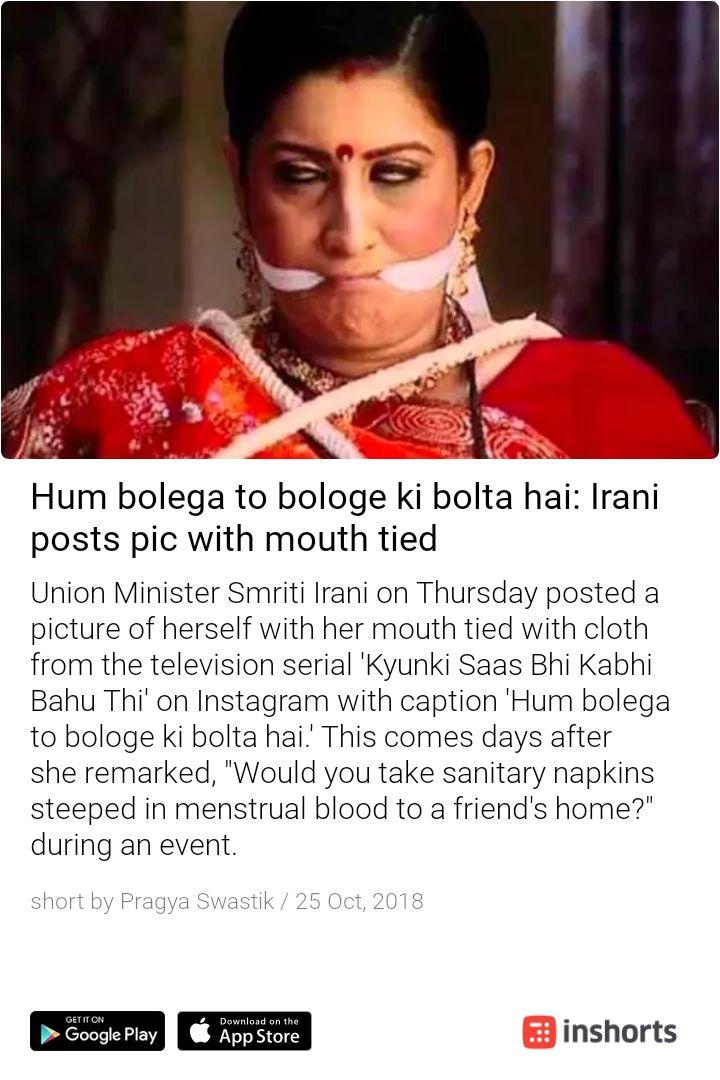 Hum bolega to bologe ki bolta hai: Irani
posts pic with mouth tied
Union Minister Smriti Irani on Thursday posted a
picture of herself with her mouth tied with cloth
from the television serial 'Kyunki Saas Bhi Kabhi
Bahu Thi' on Instagram with caption 'Hum bolega
to bologe ki bolta hai.' This comes days after
she remarked, "Would you take sanitary napkins
steeped in menstrual blood to a friend's home?"
during an event.
short by Pragya Swastik / 25 Oct, 2018
GET IT ON
Google Play
Download on the
App Store
inshorts